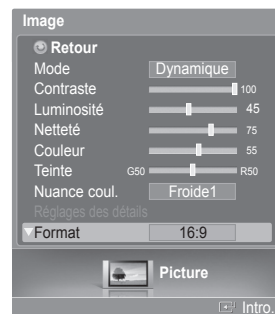 Image
Retour
Mode Dynamique
Contraste 100
Luminosité 45
Netteté 75
Couleur 55
Teinte G50 R50
Nuance coul. Froide1
Réglages des détails
Format 16:9
Picture
Intro.